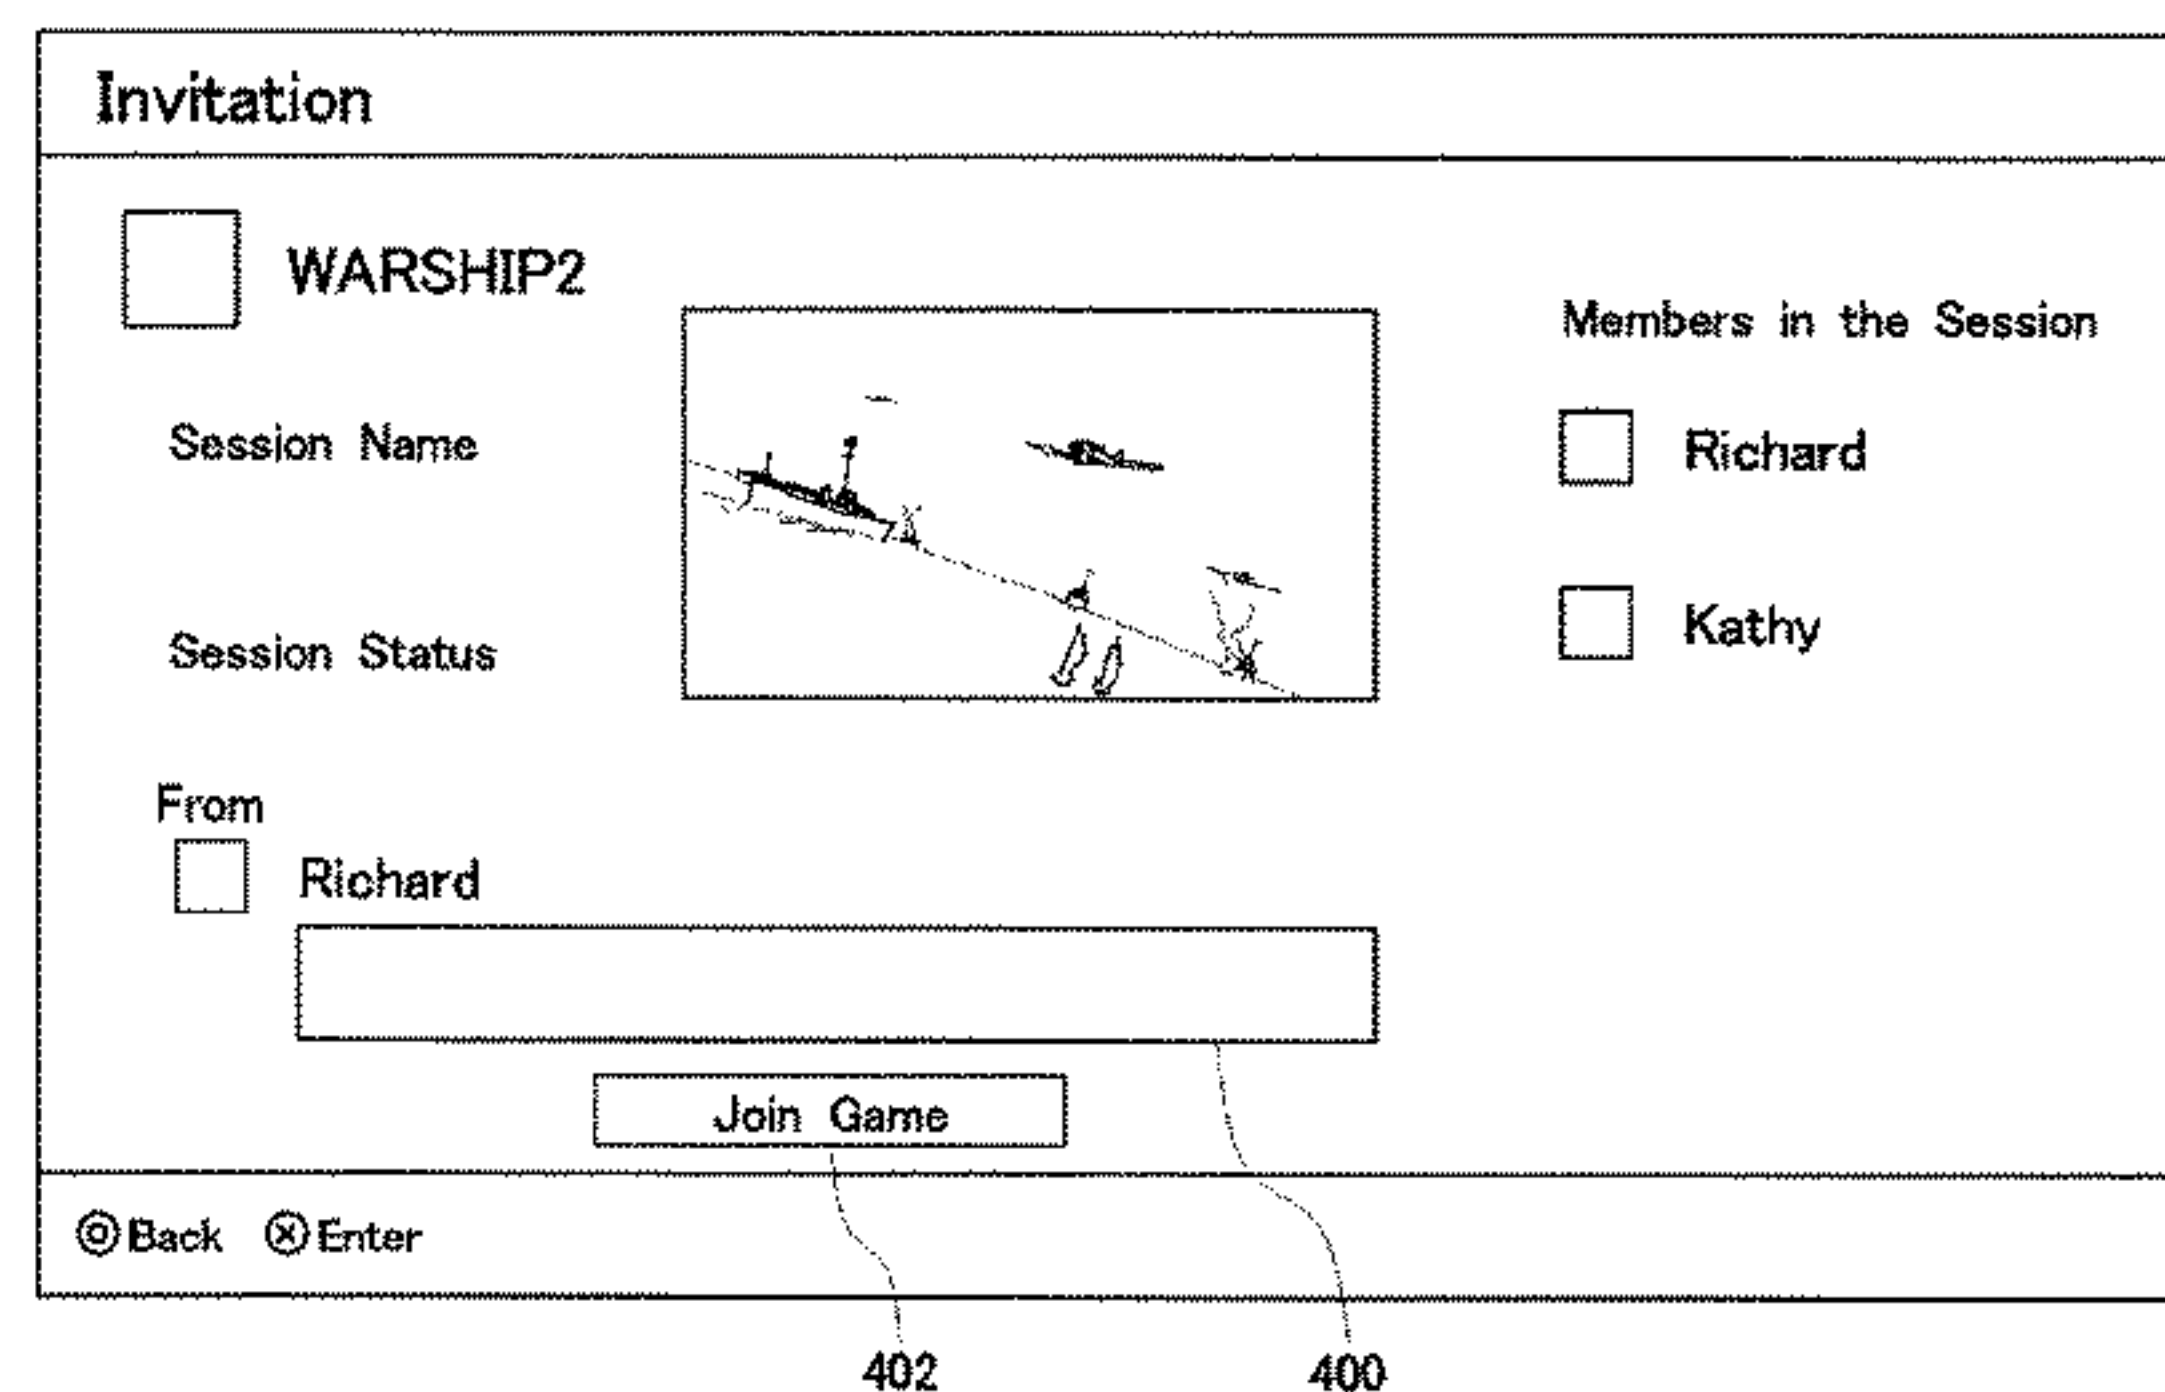 Invitation
WARSHIP2
Members in the Session
Session Name
Richard
Kathy
Session Status
From
Richard
Join Game
Back Enter
402 400